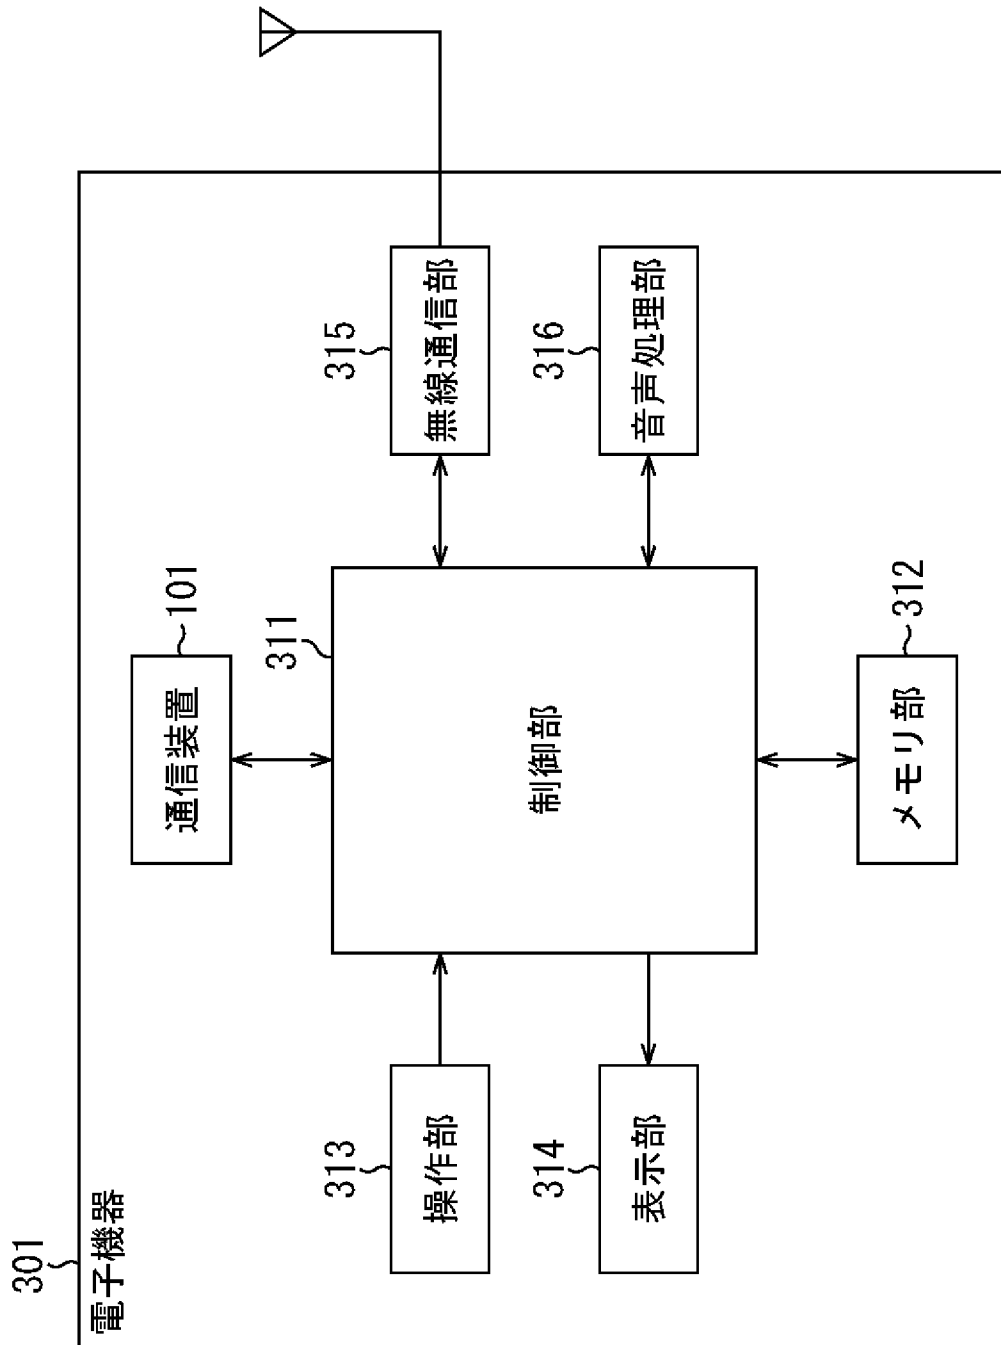 301
電子機器
101
通信装置
313
操作部
311
制御部
315
無線通信部
314
表示部
316
音声処理部
312
メモリ部